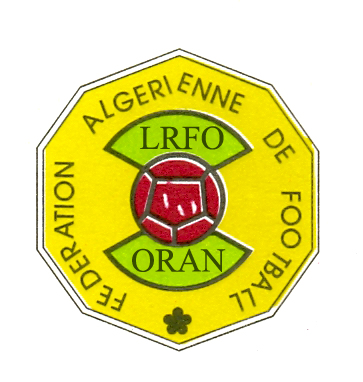 FEDERATION ALGERIENNE DE FOOTBALL
LRFO
ORAN